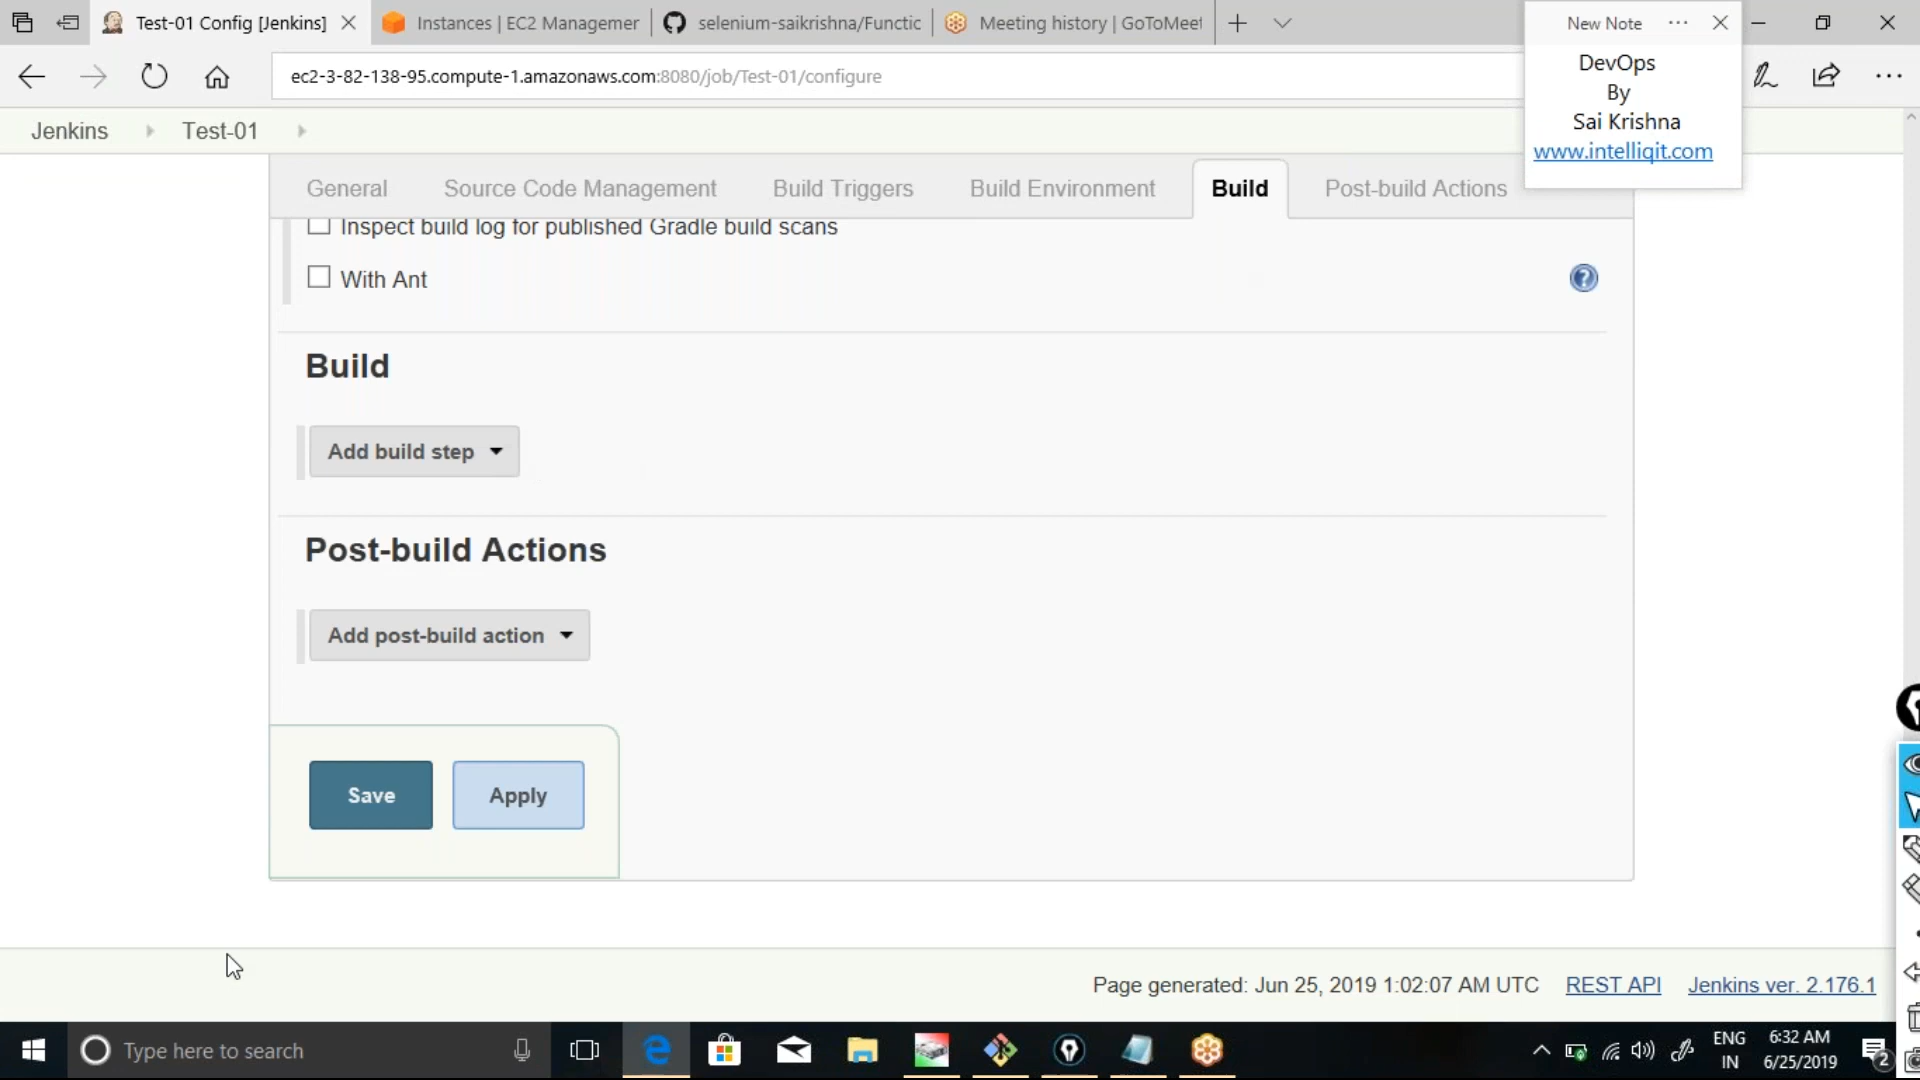 Test-01 Config [Jenkins]
Instances | EC2 Managemer
selenium-saikrishna/Functic
Meeting history | GoToMeet
New Note
ec2-3-82-138-95.compute-1.amazonaws.com:8080/job/Test-01/configure
DevOps
By
Sai Krishna
www.intelliqit.com
Jenkins
Test-01
General
Source Code Management
Build Triggers
Build Environment
Build
Post-build Actions
Inspect build log for published Gradle build scans
With Ant
Build
Add build step
Post-build Actions
Add post-build action
Save
Apply
Page generated: Jun 25, 2019 1:02:07 AM UTC
REST API
Jenkins ver. 2.176.1
Type here to search
ENG
IN
6:32 AM
6/25/2019
2